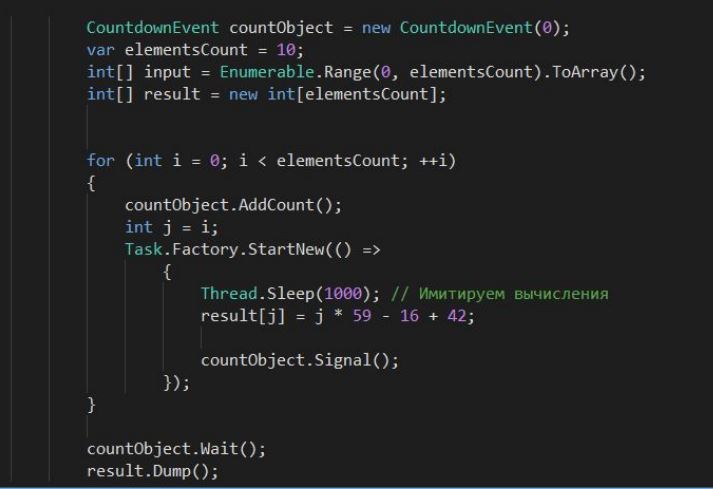 CountdownEvent countObject = new CountdownEvent(0);
var elementsCount = 10;
int[] input = Enumerable.Range(0, elementsCount).ToArray();
int[] result = new int[elementsCount];
for (int i = 0; i < elementsCount; ++i)
{
countObject.AddCount();
int j = i;
Task.Factory.StartNew(() =>
{
Thread.Sleep(1000); // Имитируем вычисления
result[j] = j * 59 - 16 + 42;
countObject.Signal();
});
}
countObject.Wait();
result.Dump();